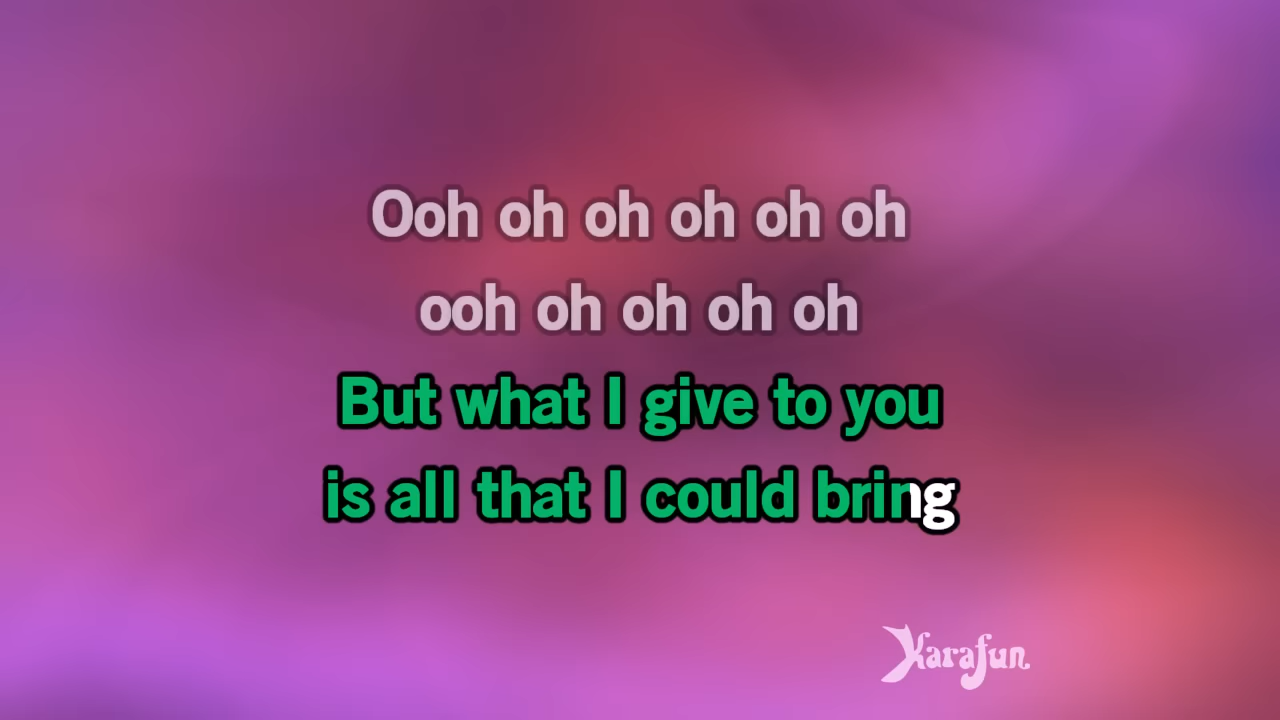 Ooh oh oh oh oh oh
ooh oh oh oh oh
But what I give to you
is all that I could bring
Karafun